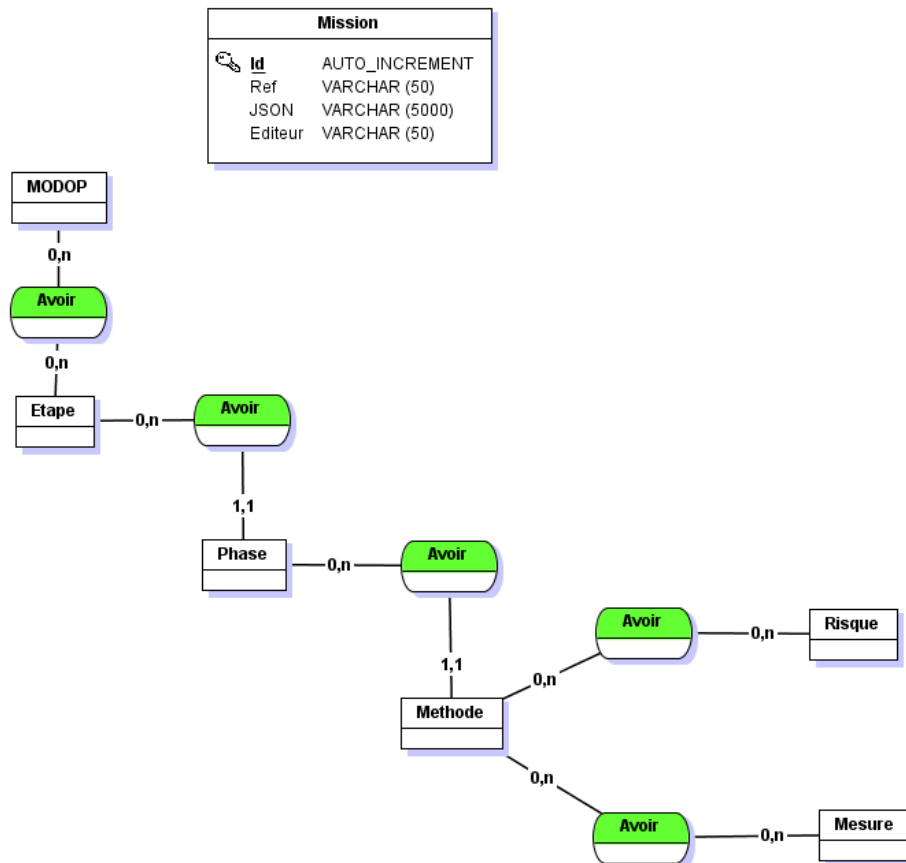 Mission
Id AUTO_INCREMENT
Ref VARCHAR (50)
JSON VARCHAR (5000)
Editeur VARCHAR (50)
MODOP
0,n
Avoir
0,n
Etape
0,n
Avoir
1,1
Phase
0,n
Avoir
1,1
Methode
0,n
Avoir
0,n
Risque
0,n
Avoir
0,n
Mesure